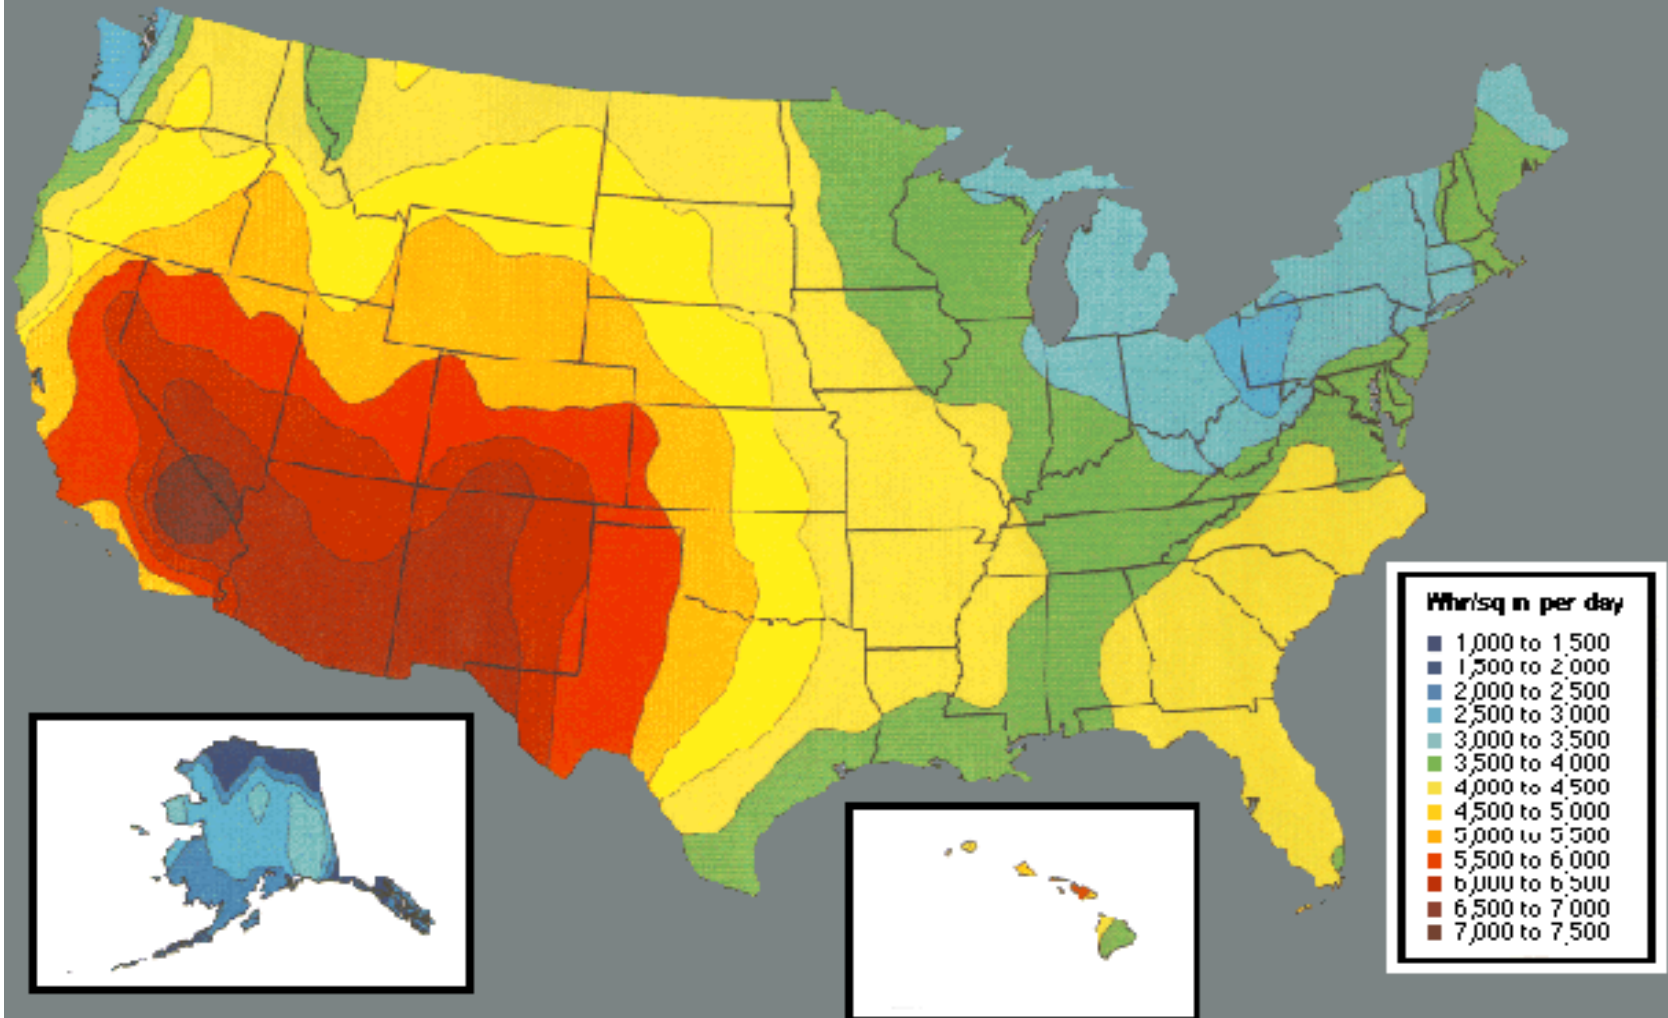 Whr/sq m per day
1,000 to 1,500
1,500 to 2,000
2,000 to 2,500
2,500 to 3,000
3,000 to 3,500
3,500 to 4,000
4,000 to 4,500
4,500 to 5,000
5,000 to 5,500
5,500 to 6,000
6,000 to 6,500
6,500 to 7,000
7,000 to 7,500